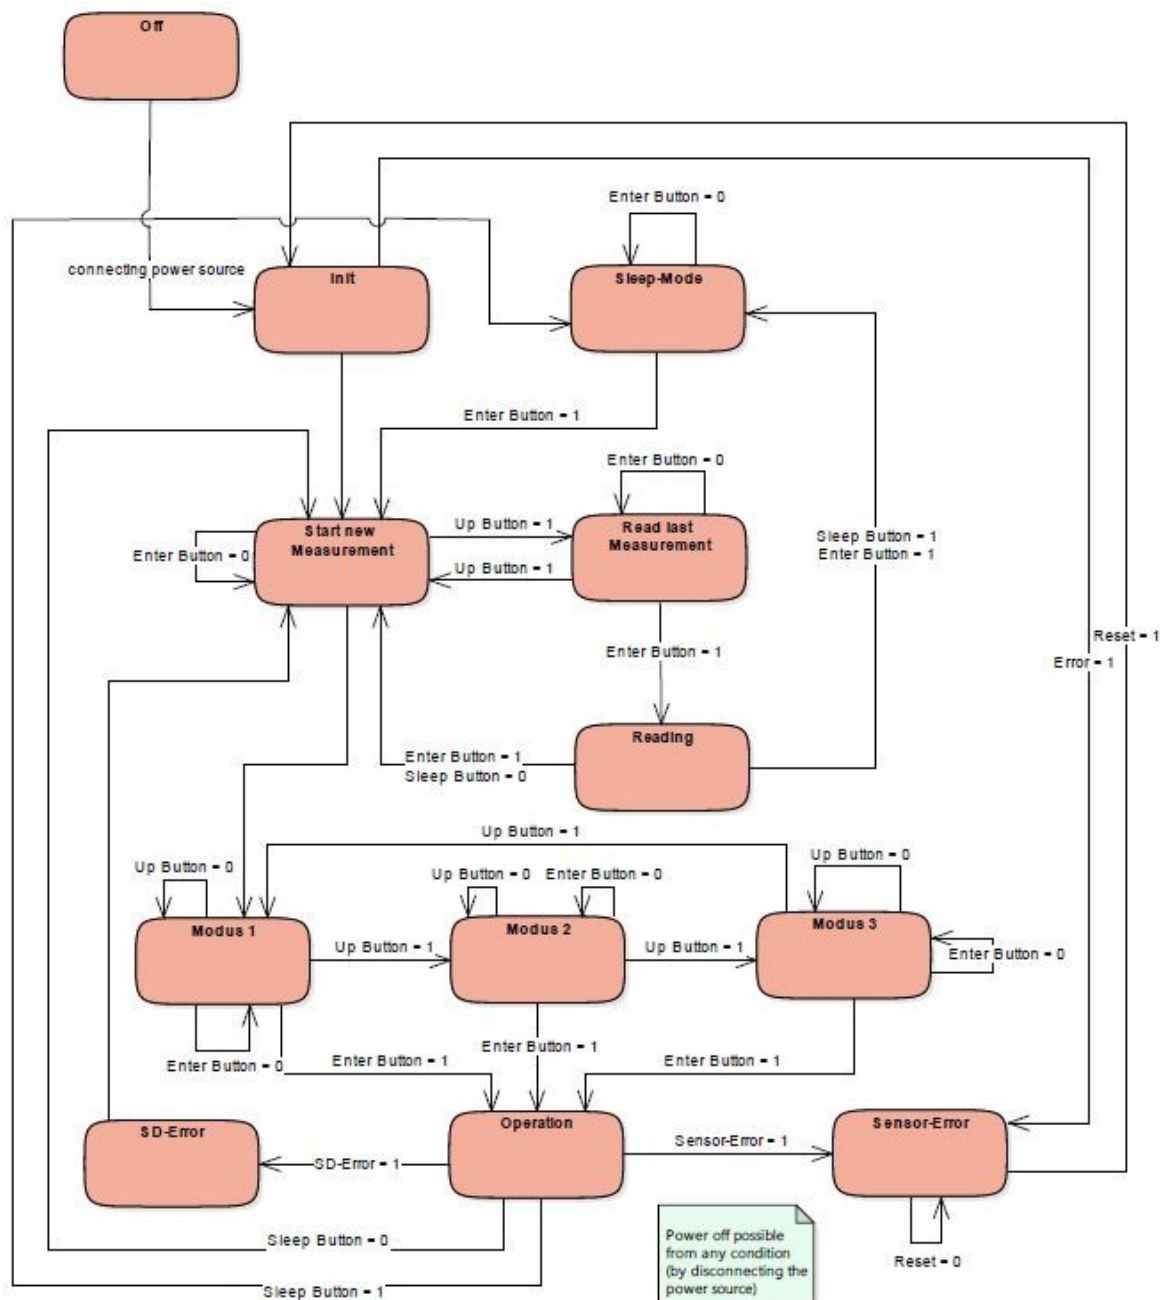 Off
Enter Button = 0
connecting power source
Init
Sleep-Mode
Enter Button = 1
Enter Button = 0
Start new
Measurement
Up Button = 1
Read last
Measurement
Enter Button = 0
Up Button = 1
Sleep Button = 1
Enter Button = 1
Enter Button = 1
Reset = 1
Error = 1
Reading
Enter Button = 1
Sleep Button = 0
Up Button = 1
Up Button = 0
Up Button = 0
Enter Button = 0
Up Button = 0
Modus 1
Modus 2
Modus 3
Up Button = 1
Up Button = 1
Enter Button = 0
Enter Button = 0
Enter Button = 1
Enter Button = 1
Enter Button = 1
SD-Error
Operation
Sensor-Error
SD-Error = 1
Sensor-Error = 1
Sleep Button = 0
Sleep Button = 1
Power off possible
from any condition
(by disconnecting the
power source)
Reset = 0